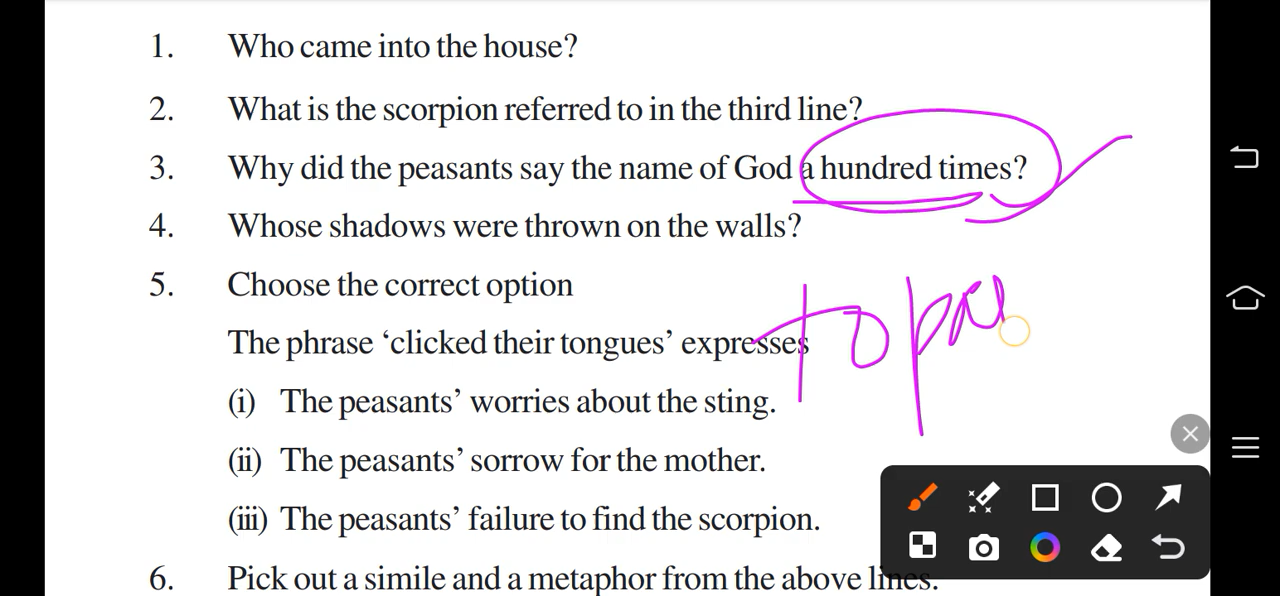 1. Who came into the house?
2. What is the scorpion referred to in the third line?
3. Why did the peasants say the name of God a hundred times?
4. Whose shadows were thrown on the walls?
5. Choose the correct option
The phrase ‘clicked their tongues’ expresses
to
(i) The peasants’ worries about the sting.
(ii) The peasants’ sorrow for the mother.
(iii) The peasants’ failure to find the scorpion.
6. Pick out a simile and a metaphor from the above lines.